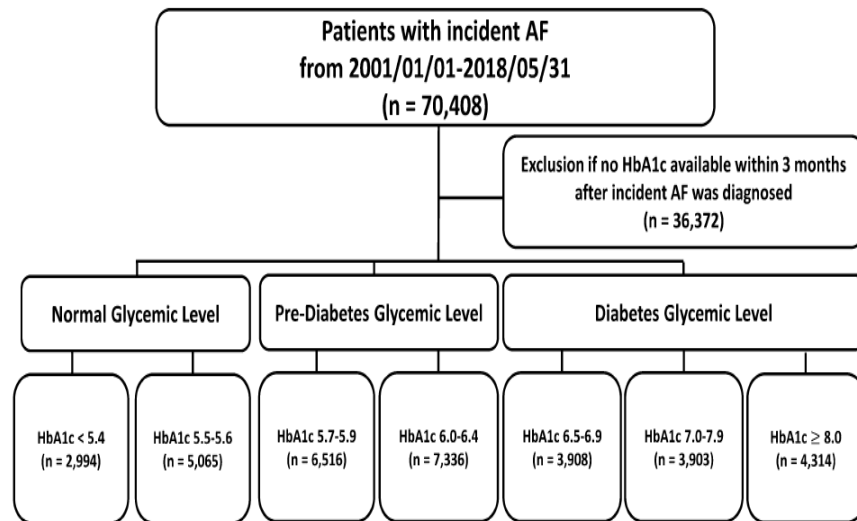 Patients with incident AF
from 2001/01/01-2018/05/31
(n = 70,408)
Exclusion if no HbA1c available within 3 months
after incident AF was diagnosed
(n = 36,372)
Normal Glycemic Level
Pre-Diabetes Glycemic Level
Diabetes Glycemic Level
HbA1c < 5.4
(n = 2,994)
HbA1c 5.5-5.6
(n = 5,065)
HbA1c 5.7-5.9
(n = 6,516)
HbA1c 6.0-6.4
(n = 7,336)
HbA1c 6.5-6.9
(n = 3,908)
HbA1c 7.0-7.9
(n = 3,903)
HbA1c ≥ 8.0
(n = 4,314)